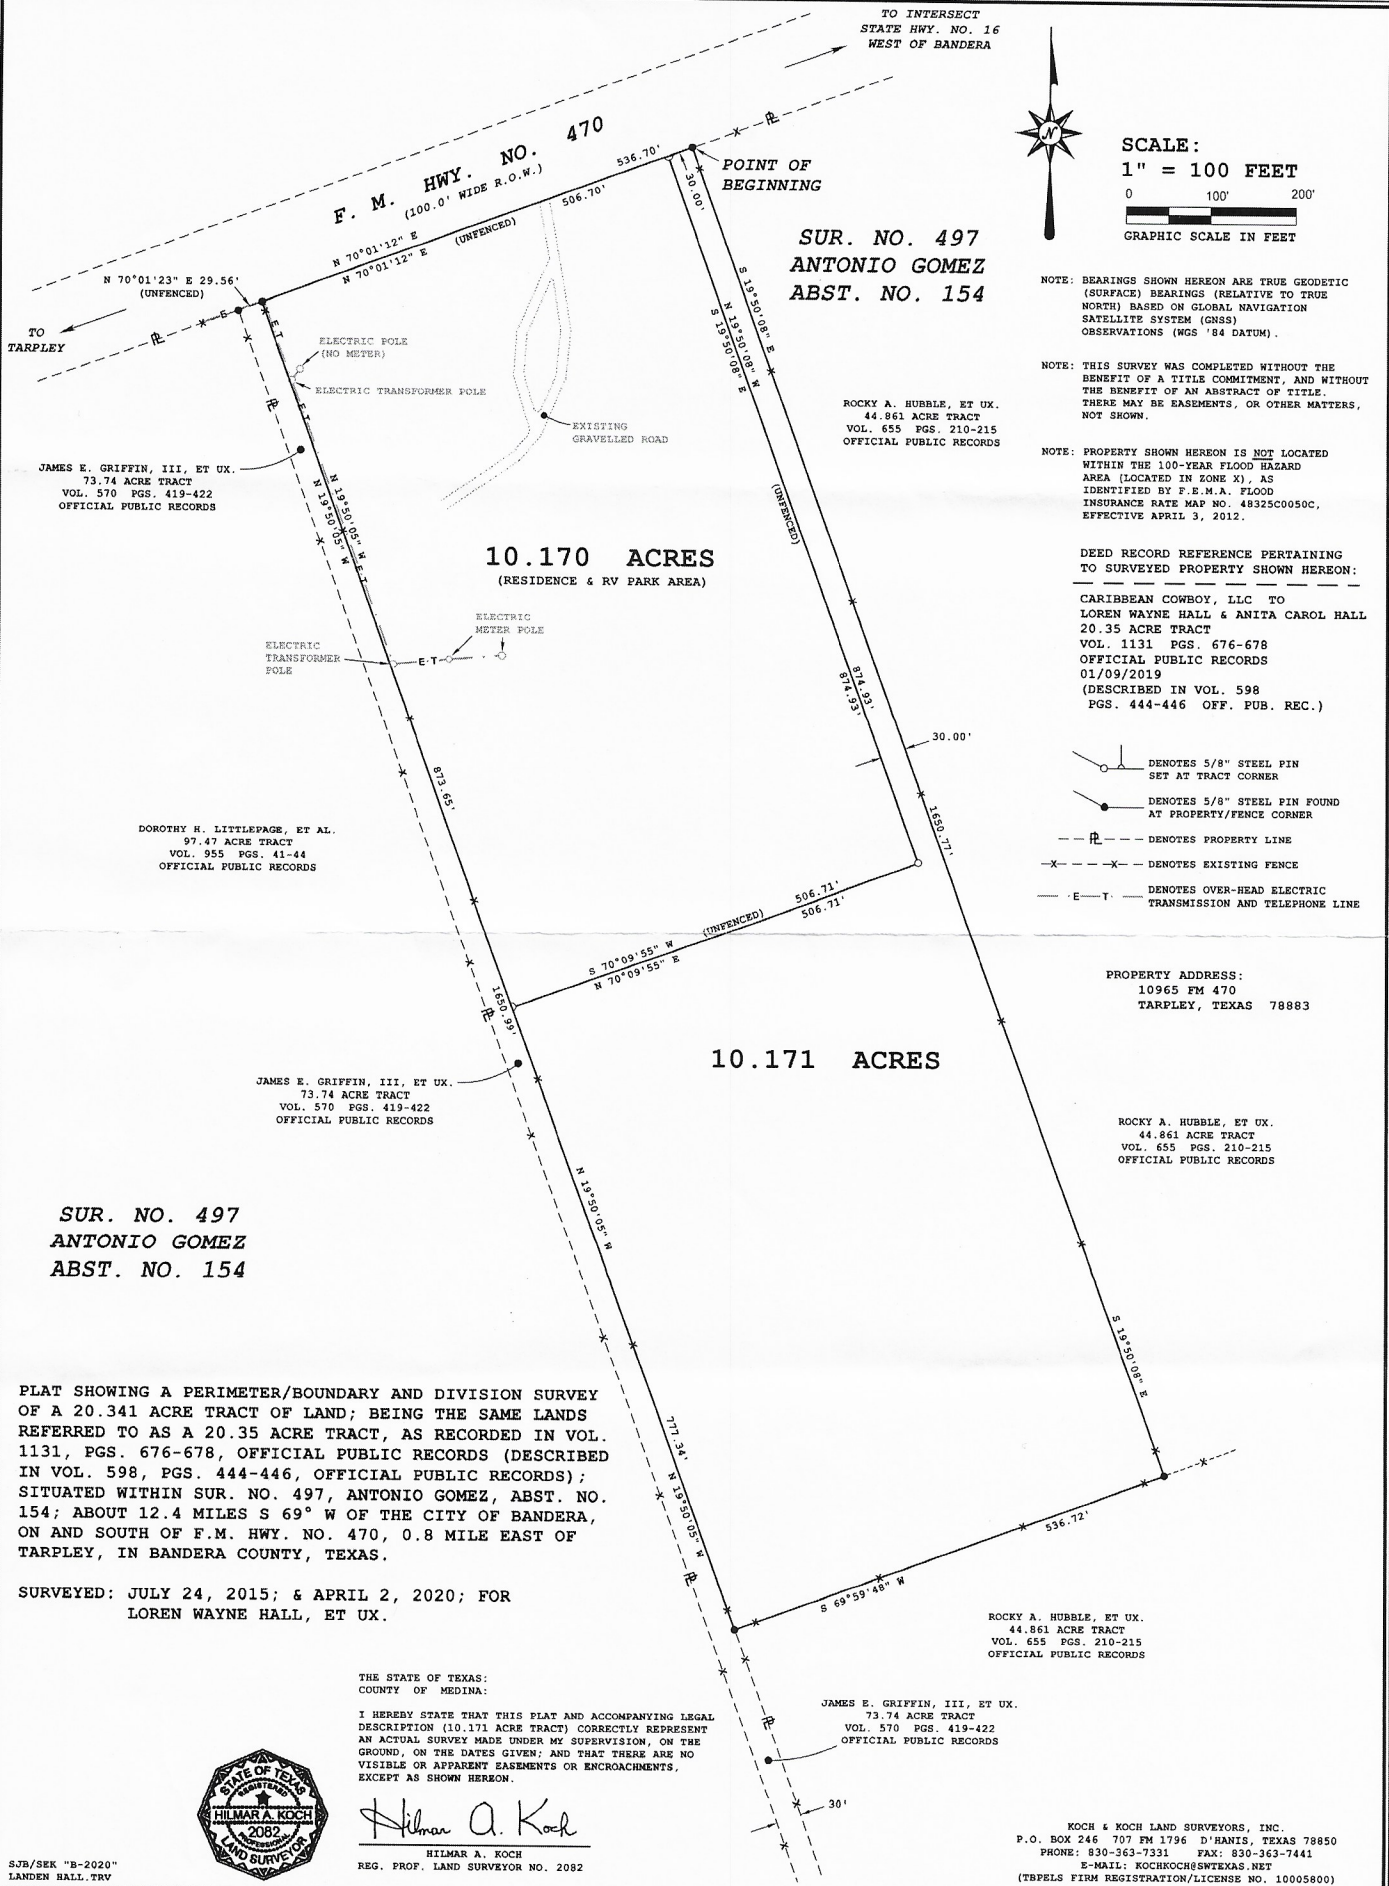 TO INTERSECT
STATE HWY. NO. 16
WEST OF BANDERA
F. M. HWY. NO. 470
(100.0' WIDE R.O.W.)
536.70'
506.70'
N 70°01'12" E
(UNFENCED)
N 70°01'12" E
N 70°01'23" E 29.56'
(UNFENCED)
TO
TARPLEY
POINT OF
BEGINNING
30.00'
N
SCALE:
1" = 100 FEET
0 100' 200'
GRAPHIC SCALE IN FEET
SUR. NO. 497
ANTONIO GOMEZ
ABST. NO. 154
NOTE: BEARINGS SHOWN HEREON ARE TRUE GEODETIC
(SURFACE) BEARINGS (RELATIVE TO TRUE
NORTH) BASED ON GLOBAL NAVIGATION
SATELLITE SYSTEM (GNSS)
OBSERVATIONS (WGS '84 DATUM).
NOTE: THIS SURVEY WAS COMPLETED WITHOUT THE
BENEFIT OF A TITLE COMMITMENT, AND WITHOUT
THE BENEFIT OF AN ABSTRACT OF TITLE.
THERE MAY BE EASEMENTS, OR OTHER MATTERS,
NOT SHOWN.
NOTE: PROPERTY SHOWN HEREON IS NOT LOCATED
WITHIN THE 100-YEAR FLOOD HAZARD
AREA (LOCATED IN ZONE X), AS
IDENTIFIED BY F.E.M.A. FLOOD
INSURANCE RATE MAP NO. 48325C0050C,
EFFECTIVE APRIL 3, 2012.
DEED RECORD REFERENCE PERTAINING
TO SURVEYED PROPERTY SHOWN HEREON:
CARIBBEAN COWBOY, LLC TO
LOREN WAYNE HALL & ANITA CAROL HALL
20.35 ACRE TRACT
VOL. 1131 PGS. 676-678
OFFICIAL PUBLIC RECORDS
01/09/2019
(DESCRIBED IN VOL. 598
PGS. 444-446 OFF. PUB. REC.)
DENOTES 5/8" STEEL PIN
SET AT TRACT CORNER
DENOTES 5/8" STEEL PIN FOUND
AT PROPERTY/FENCE CORNER
PL DENOTES PROPERTY LINE
X X DENOTES EXISTING FENCE
E T DENOTES OVER-HEAD ELECTRIC
TRANSMISSION AND TELEPHONE LINE
PROPERTY ADDRESS:
10965 FM 470
TARPLEY, TEXAS 78883
ELECTRIC POLE
(NO METER)
ELECTRIC TRANSFORMER POLE
EXISTING
GRAVELLED ROAD
S 19°50'08" E
N 19°50'08" W
S 19°50'08" E
(UNFENCED)
ROCKY A. HUBBLE, ET UX.
44.861 ACRE TRACT
VOL. 655 PGS. 210-215
OFFICIAL PUBLIC RECORDS
JAMES E. GRIFFIN, III, ET UX.
73.74 ACRE TRACT
VOL. 570 PGS. 419-422
OFFICIAL PUBLIC RECORDS
N 19°50'05" W
N 19°50'05" W
10.170 ACRES
(RESIDENCE & RV PARK AREA)
ELECTRIC
METER POLE
ELECTRIC
TRANSFORMER
POLE
E T
874.93'
874.93'
30.00'
873.65'
1650.77'
DOROTHY H. LITTLEPAGE, ET AL.
97.47 ACRE TRACT
VOL. 955 PGS. 41-44
OFFICIAL PUBLIC RECORDS
506.71'
506.71'
(UNFENCED)
S 70°09'55" W
N 70°09'55" E
1650.99'
10.171 ACRES
JAMES E. GRIFFIN, III, ET UX.
73.74 ACRE TRACT
VOL. 570 PGS. 419-422
OFFICIAL PUBLIC RECORDS
ROCKY A. HUBBLE, ET UX.
44.861 ACRE TRACT
VOL. 655 PGS. 210-215
OFFICIAL PUBLIC RECORDS
N 19°50'05" W
SUR. NO. 497
ANTONIO GOMEZ
ABST. NO. 154
S 19°50'08" E
777.34'
N 19°50'05" W
536.72'
S 69°59'48" W
PLAT SHOWING A PERIMETER/BOUNDARY AND DIVISION SURVEY
OF A 20.341 ACRE TRACT OF LAND; BEING THE SAME LANDS
REFERRED TO AS A 20.35 ACRE TRACT, AS RECORDED IN VOL.
1131, PGS. 676-678, OFFICIAL PUBLIC RECORDS (DESCRIBED
IN VOL. 598, PGS. 444-446, OFFICIAL PUBLIC RECORDS);
SITUATED WITHIN SUR. NO. 497, ANTONIO GOMEZ, ABST. NO.
154; ABOUT 12.4 MILES S 69° W OF THE CITY OF BANDERA,
ON AND SOUTH OF F.M. HWY. NO. 470, 0.8 MILE EAST OF
TARPLEY, IN BANDERA COUNTY, TEXAS.
SURVEYED: JULY 24, 2015; & APRIL 2, 2020; FOR
LOREN WAYNE HALL, ET UX.
ROCKY A. HUBBLE, ET UX.
44.861 ACRE TRACT
VOL. 655 PGS. 210-215
OFFICIAL PUBLIC RECORDS
JAMES E. GRIFFIN, III, ET UX.
73.74 ACRE TRACT
VOL. 570 PGS. 419-422
OFFICIAL PUBLIC RECORDS
30'
THE STATE OF TEXAS:
COUNTY OF MEDINA:
I HEREBY STATE THAT THIS PLAT AND ACCOMPANYING LEGAL
DESCRIPTION (10.171 ACRE TRACT) CORRECTLY REPRESENT
AN ACTUAL SURVEY MADE UNDER MY SUPERVISION, ON THE
GROUND, ON THE DATES GIVEN; AND THAT THERE ARE NO
VISIBLE OR APPARENT EASEMENTS OR ENCROACHMENTS,
EXCEPT AS SHOWN HEREON.
Hilmar A. Koch
HILMAR A. KOCH
REG. PROF. LAND SURVEYOR NO. 2082
STATE OF TEXAS
REGISTERED
HILMAR A. KOCH
2082
PROFESSIONAL
LAND SURVEYOR
SJB/SEK "B-2020"
LANDEN HALL.TRV
KOCH & KOCH LAND SURVEYORS, INC.
P.O. BOX 246 707 FM 1796 D'HANIS, TEXAS 78850
PHONE: 830-363-7331 FAX: 830-363-7441
E-MAIL: KOCHKOCH@SWTEXAS.NET
(TBPELS FIRM REGISTRATION/LICENSE NO. 10005800)